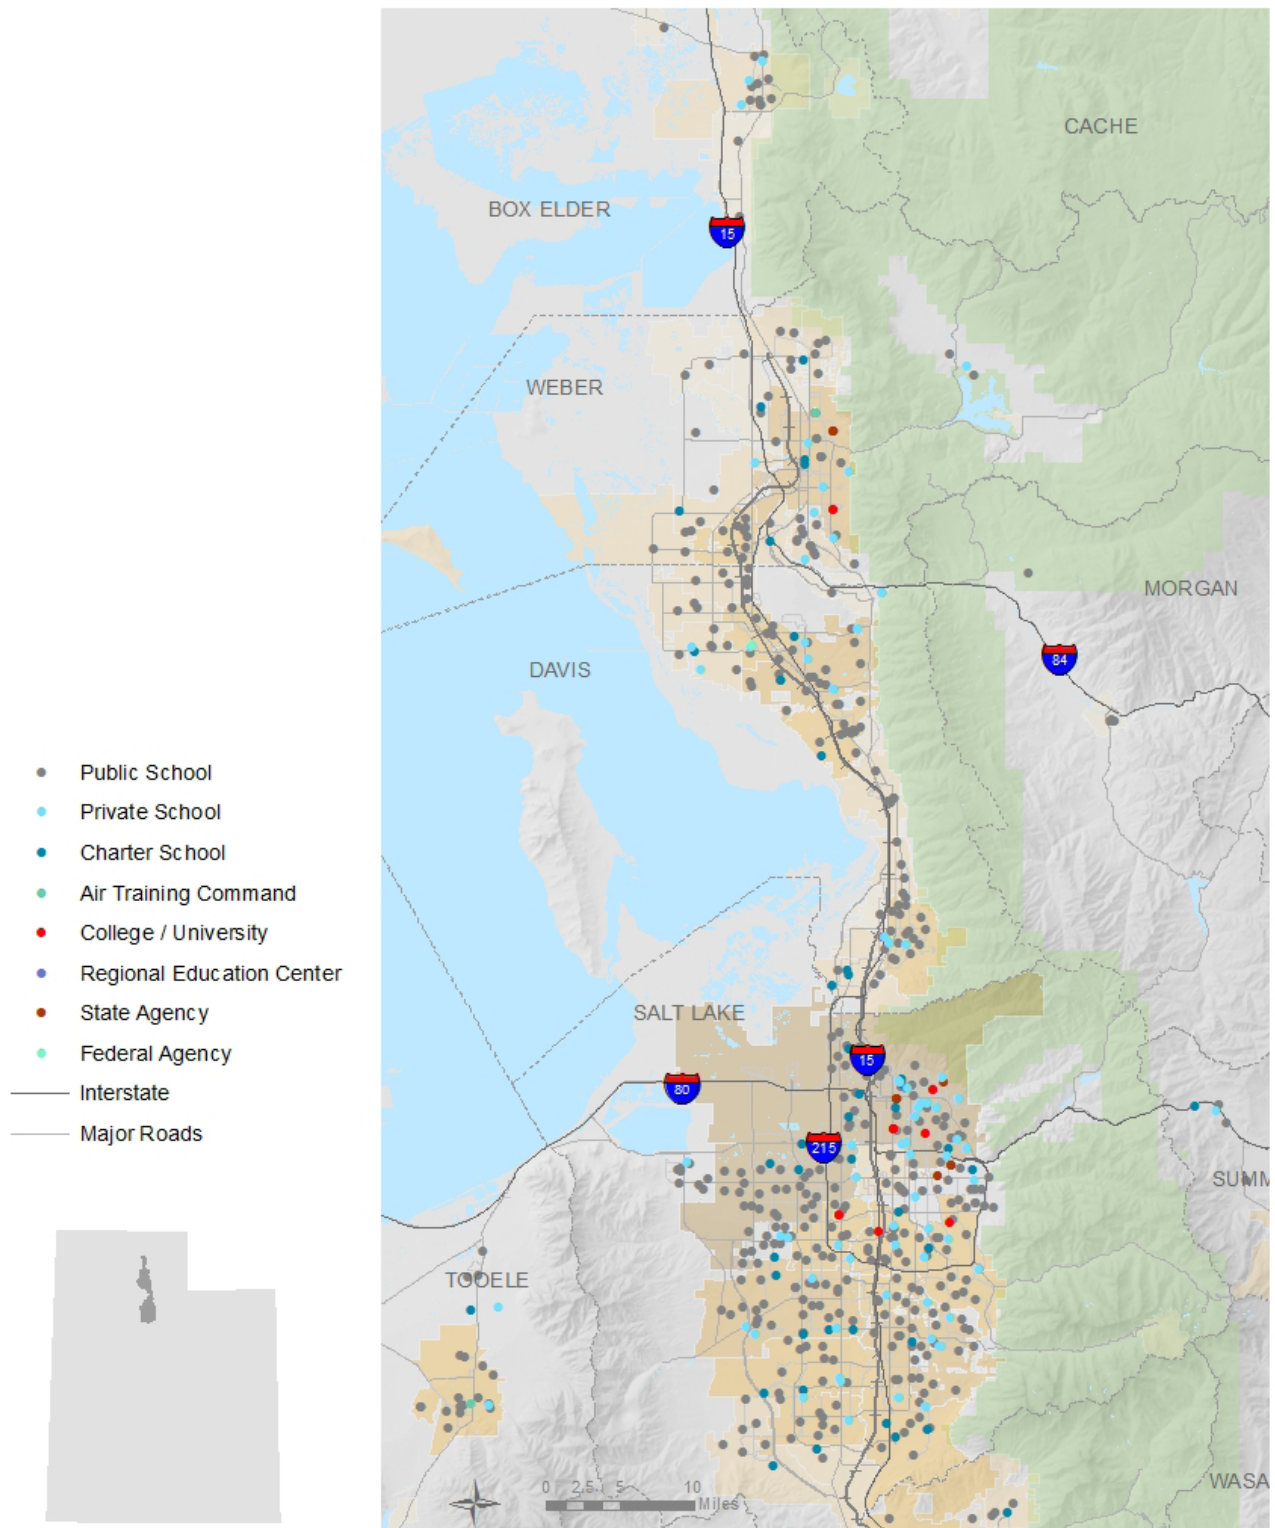 CACHE
BOX ELDER
15
WEBER
MORGAN
84
DAVIS
Public School
Private School
Charter School
Air Training Command
College / University
Regional Education Center
State Agency
Federal Agency
Interstate
Major Roads
SALT LAKE
15
80
215
SUMM
TOOELE
WASA
0 2.5 5 10
Miles